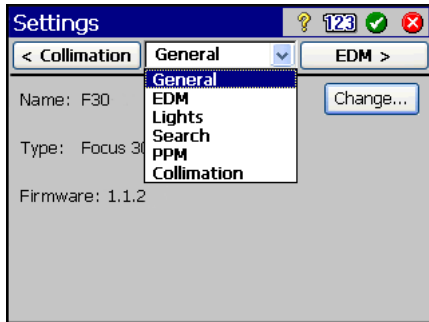 Settings ? 123
< Collimation General EDM >
General
EDM
Lights
Search
PPM
Collimation
Name: F30 Change...
Type: Focus 3
Firmware: 1.1.2